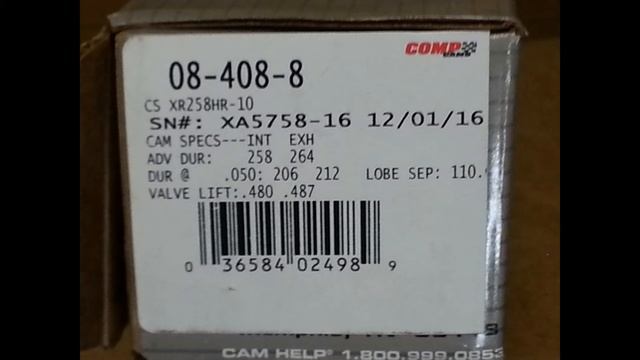 COMP
CAMS
08-408-8
CS XR258HR-10
SN#: XA5758-16 12/01/16
CAM SPECS---INT EXH
ADV DUR: 258 264
DUR @ .050: 206 212 LOBE SEP: 110.
VALVE LIFT:.480 .487
0 36584 02498 9
CAM HELP® 1.800.999.0853